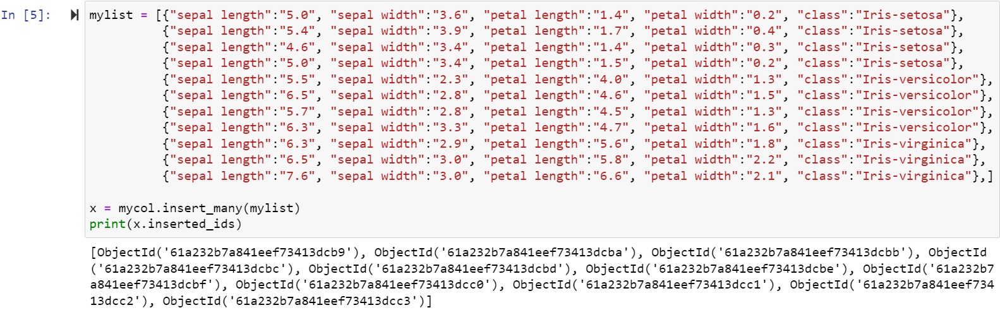 In [5]:
mylist = [{"sepal length":"5.0", "sepal width":"3.6", "petal length":"1.4", "petal width":"0.2", "class":"Iris-setosa"},
{"sepal length":"5.4", "sepal width":"3.9", "petal length":"1.7", "petal width":"0.4", "class":"Iris-setosa"},
{"sepal length":"4.6", "sepal width":"3.4", "petal length":"1.4", "petal width":"0.3", "class":"Iris-setosa"},
{"sepal length":"5.0", "sepal width":"3.4", "petal length":"1.5", "petal width":"0.2", "class":"Iris-setosa"},
{"sepal length":"5.5", "sepal width":"2.3", "petal length":"4.0", "petal width":"1.3", "class":"Iris-versicolor"},
{"sepal length":"6.5", "sepal width":"2.8", "petal length":"4.6", "petal width":"1.5", "class":"Iris-versicolor"},
{"sepal length":"5.7", "sepal width":"2.8", "petal length":"4.5", "petal width":"1.3", "class":"Iris-versicolor"},
{"sepal length":"6.3", "sepal width":"3.3", "petal length":"4.7", "petal width":"1.6", "class":"Iris-versicolor"},
{"sepal length":"6.3", "sepal width":"2.9", "petal length":"5.6", "petal width":"1.8", "class":"Iris-virginica"},
{"sepal length":"6.5", "sepal width":"3.0", "petal length":"5.8", "petal width":"2.2", "class":"Iris-virginica"},
{"sepal length":"7.6", "sepal width":"3.0", "petal length":"6.6", "petal width":"2.1", "class":"Iris-virginica"},]
x = mycol.insert_many(mylist)
print(x.inserted_ids)
[ObjectId('61a232b7a841eef73413dcb9'), ObjectId('61a232b7a841eef73413dcba'), ObjectId('61a232b7a841eef73413dcbb'), ObjectId
('61a232b7a841eef73413dcbc'), ObjectId('61a232b7a841eef73413dcbd'), ObjectId('61a232b7a841eef73413dcbe'), ObjectId('61a232b7
a841eef73413dcbf'), ObjectId('61a232b7a841eef73413dcc0'), ObjectId('61a232b7a841eef73413dcc1'), ObjectId('61a232b7a841eef734
13dcc2'), ObjectId('61a232b7a841eef73413dcc3')]